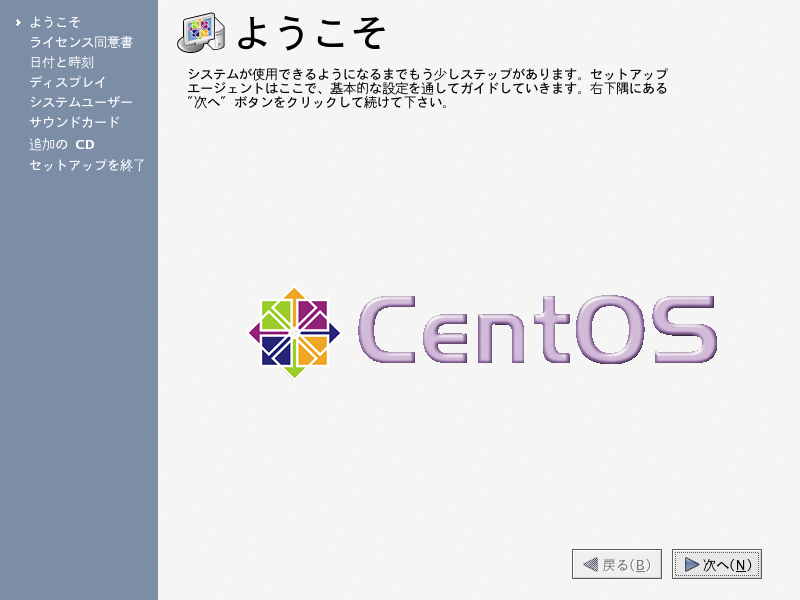 ようこそ
ライセンス同意書
日付と時刻
ディスプレイ
システムユーザー
サウンドカード
追加の CD
セットアップを終了
ようこそ
システムが使用できるようになるまでもう少しステップがあります。セットアップ
エージェントはここで、基本的な設定を通してガイドしていきます。右下隅にある
"次へ" ボタンをクリックして続けて下さい。
CentOS
戻る(B)
次へ(N)